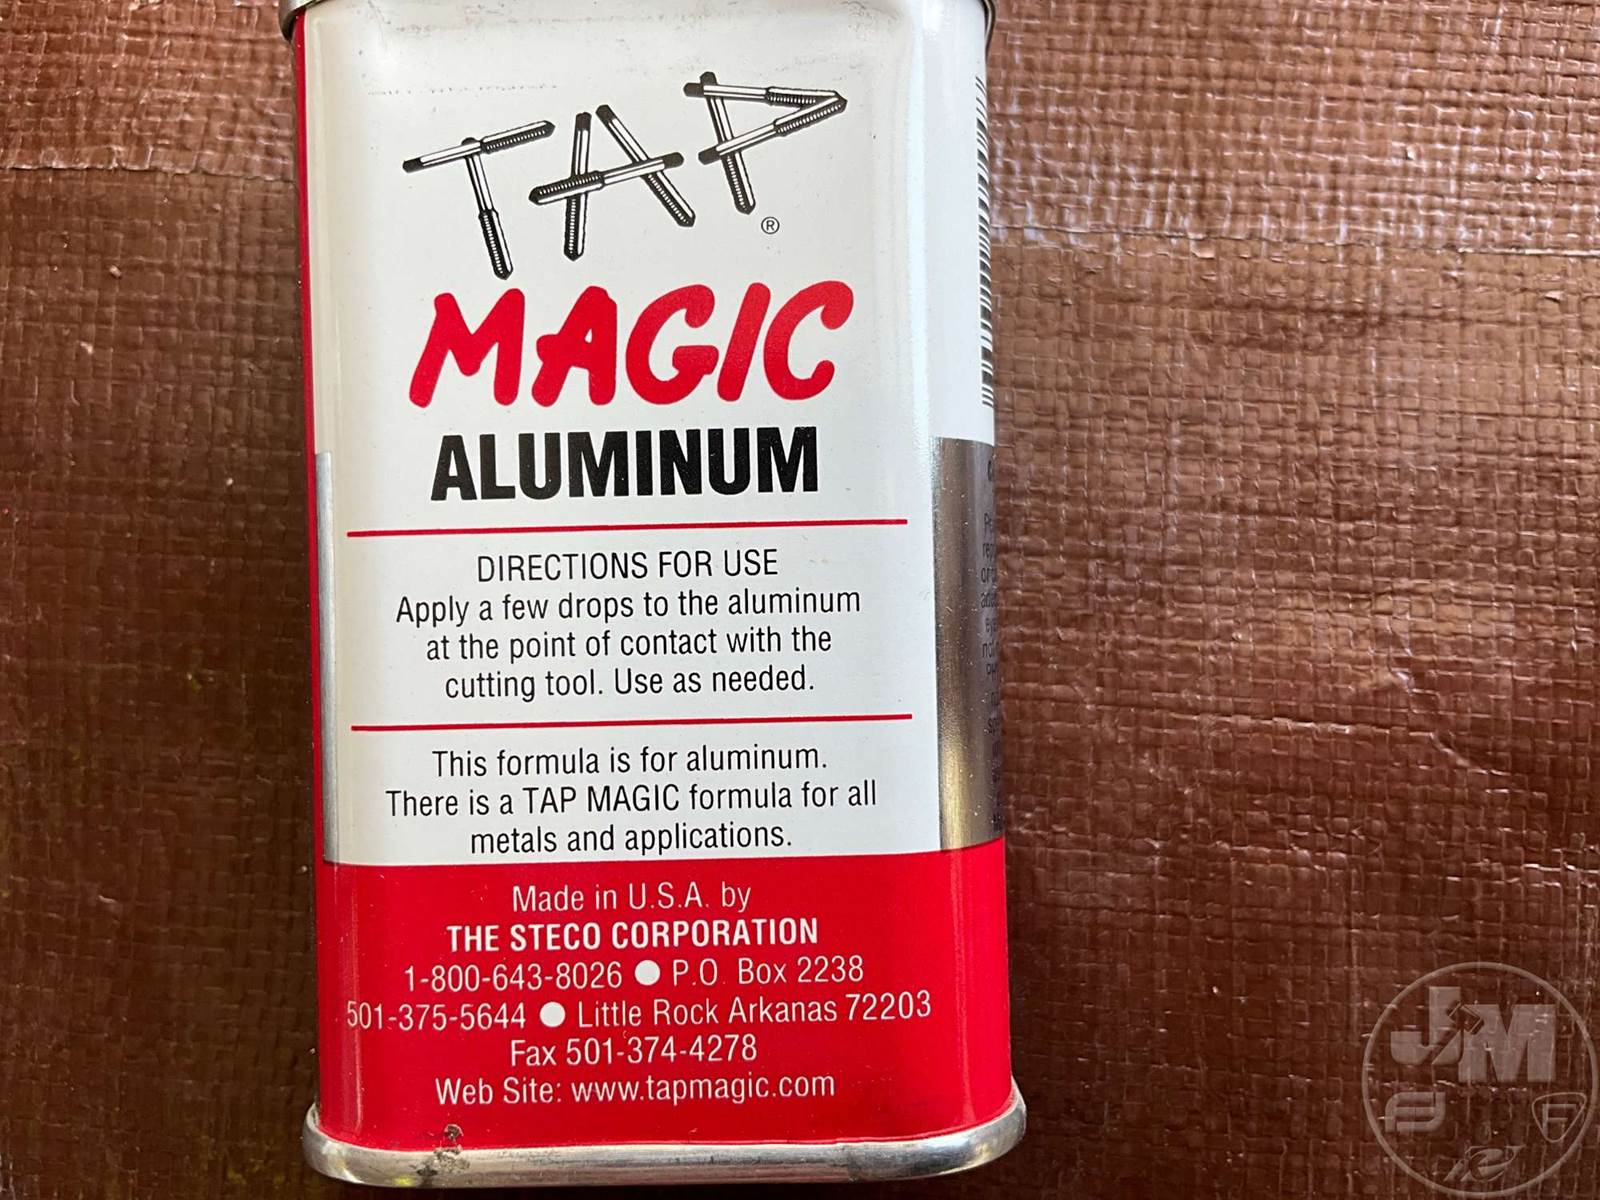 TAP
®
MAGIC
ALUMINUM
DIRECTIONS FOR USE
Apply a few drops to the aluminum
at the point of contact with the
cutting tool. Use as needed.
This formula is for aluminum.
There is a TAP MAGIC formula for all
metals and applications.
Made in U.S.A. by
THE STECO CORPORATION
1-800-643-8026 ● P.O. Box 2238
501-375-5644 ● Little Rock Arkanas 72203
Fax 501-374-4278
Web Site: www.tapmagic.com
J&M